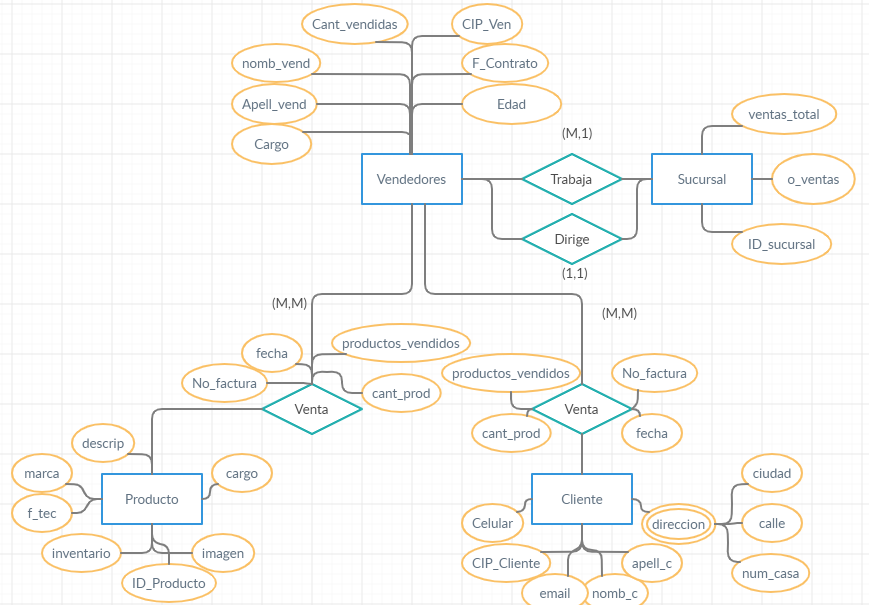 Cant_vendidas
CIP_Ven
nomb_vend
F_Contrato
Apell_vend
Edad
Cargo
ventas_total
(M,1)
Vendedores
Trabaja
Sucursal
o_ventas
Dirige
ID_sucursal
(1,1)
(M,M)
(M,M)
fecha
productos_vendidos
No_factura
cant_prod
productos_vendidos
No_factura
Venta
Venta
cant_prod
fecha
descrip
marca
cargo
Producto
f_tec
inventario
imagen
ID_Producto
Cliente
ciudad
Celular
direccion
calle
CIP_Cliente
apell_c
num_casa
email
nomb_c